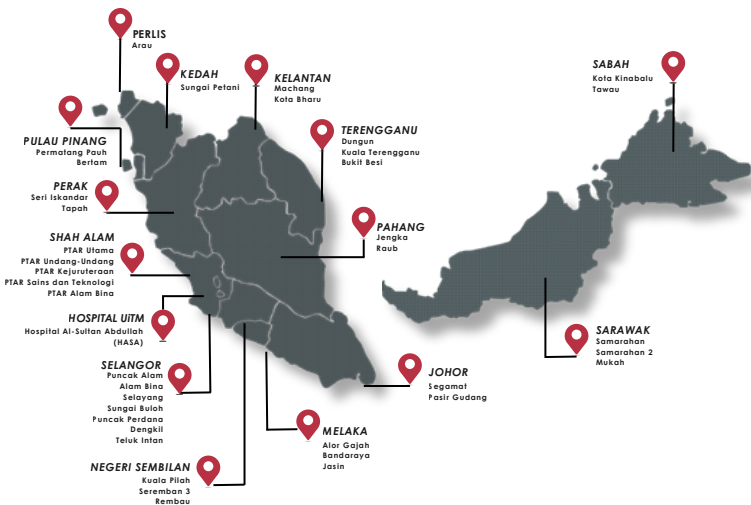 PERLIS
Arau
KEDAH
Sungai Petani
KELANTAN
Machang
Kota Bharu
SABAH
Kota Kinabalu
Tawau
PULAU PINANG
Permatang Pauh
Bertam
TERENGGANU
Dungun
Kuala Terengganu
Bukit Besi
PERAK
Seri Iskandar
Tapah
PAHANG
Jengka
Raub
SHAH ALAM
PTAR Utama
PTAR Undang-Undang
PTAR Kejuruteraan
PTAR Sains dan Teknologi
PTAR Alam Bina
HOSPITAL UiTM
Hospital Al-Sultan Abdullah
(HASA)
SARAWAK
Samarahan
Samarahan 2
Mukah
SELANGOR
Puncak Alam
Alam Bina
Selayang
Sungai Buloh
Puncak Perdana
Dengkil
Teluk Intan
JOHOR
Segamat
Pasir Gudang
MELAKA
Alor Gajah
Bandaraya
Jasin
NEGERI SEMBILAN
Kuala Pilah
Seremban 3
Rembau